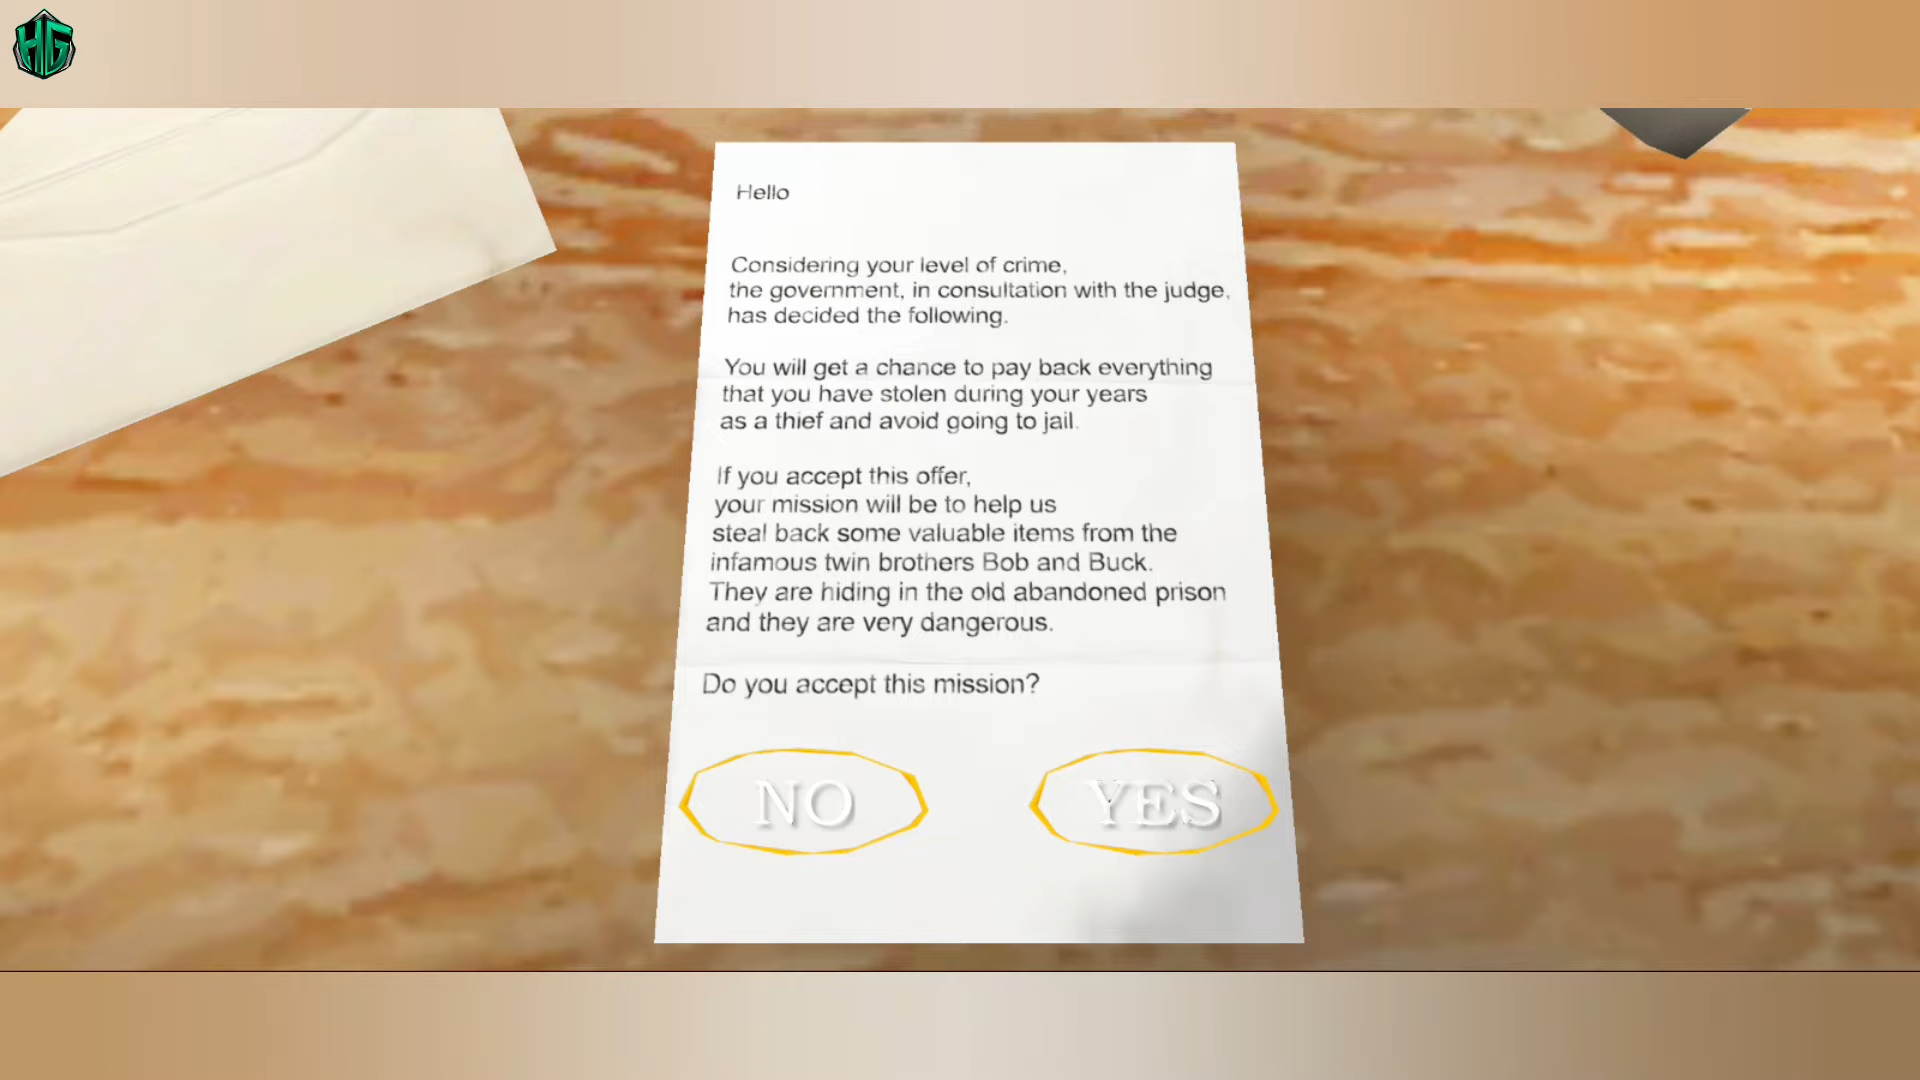 HG
Hello
Considering your level of crime,
the government, in consultation with the judge,
has decided the following.
You will get a chance to pay back everything
that you have stolen during your years
as a thief and avoid going to jail.
If you accept this offer,
your mission will be to help us
steal back some valuable items from the
infamous twin brothers Bob and Buck.
They are hiding in the old abandoned prison
and they are very dangerous.
Do you accept this mission?
NO YES